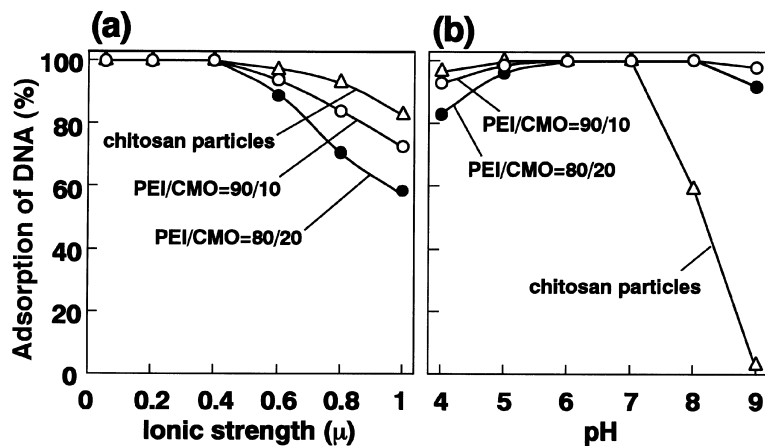 (a)
(b)
100
80
60
40
20
0
Adsorption of DNA (%)
chitosan particles
PEI/CMO=90/10
PEI/CMO=80/20
0 0.2 0.4 0.6 0.8 1
Ionic strength (μ)
PEI/CMO=90/10
PEI/CMO=80/20
chitosan particles
4 5 6 7 8 9
pH